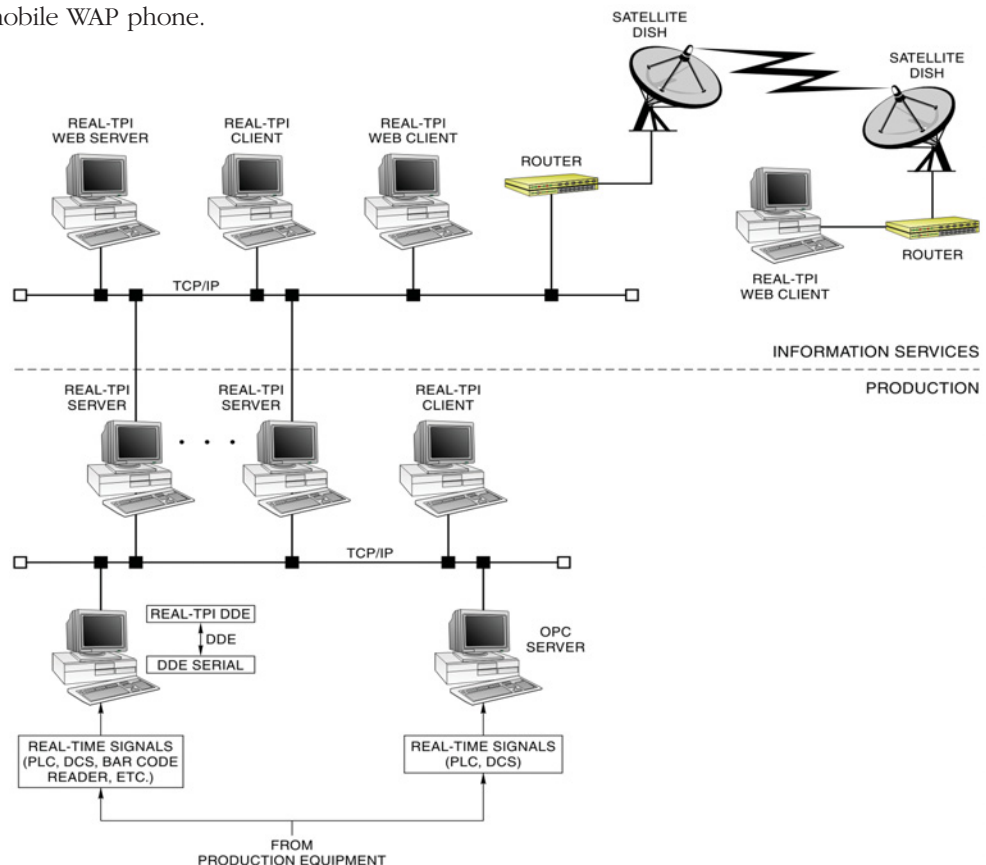 mobile WAP phone.
SATELLITE
DISH
SATELLITE
DISH
REAL-TPI
WEB SERVER
REAL-TPI
CLIENT
REAL-TPI
WEB CLIENT
ROUTER
ROUTER
REAL-TPI
WEB CLIENT
TCP/IP
INFORMATION SERVICES
PRODUCTION
REAL-TPI
SERVER
REAL-TPI
SERVER
REAL-TPI
CLIENT
TCP/IP
REAL-TPI DDE
DDE
DDE SERIAL
OPC
SERVER
REAL-TIME SIGNALS
(PLC, DCS, BAR CODE
READER, ETC.)
REAL-TIME SIGNALS
(PLC, DCS)
FROM
PRODUCTION EQUIPMENT